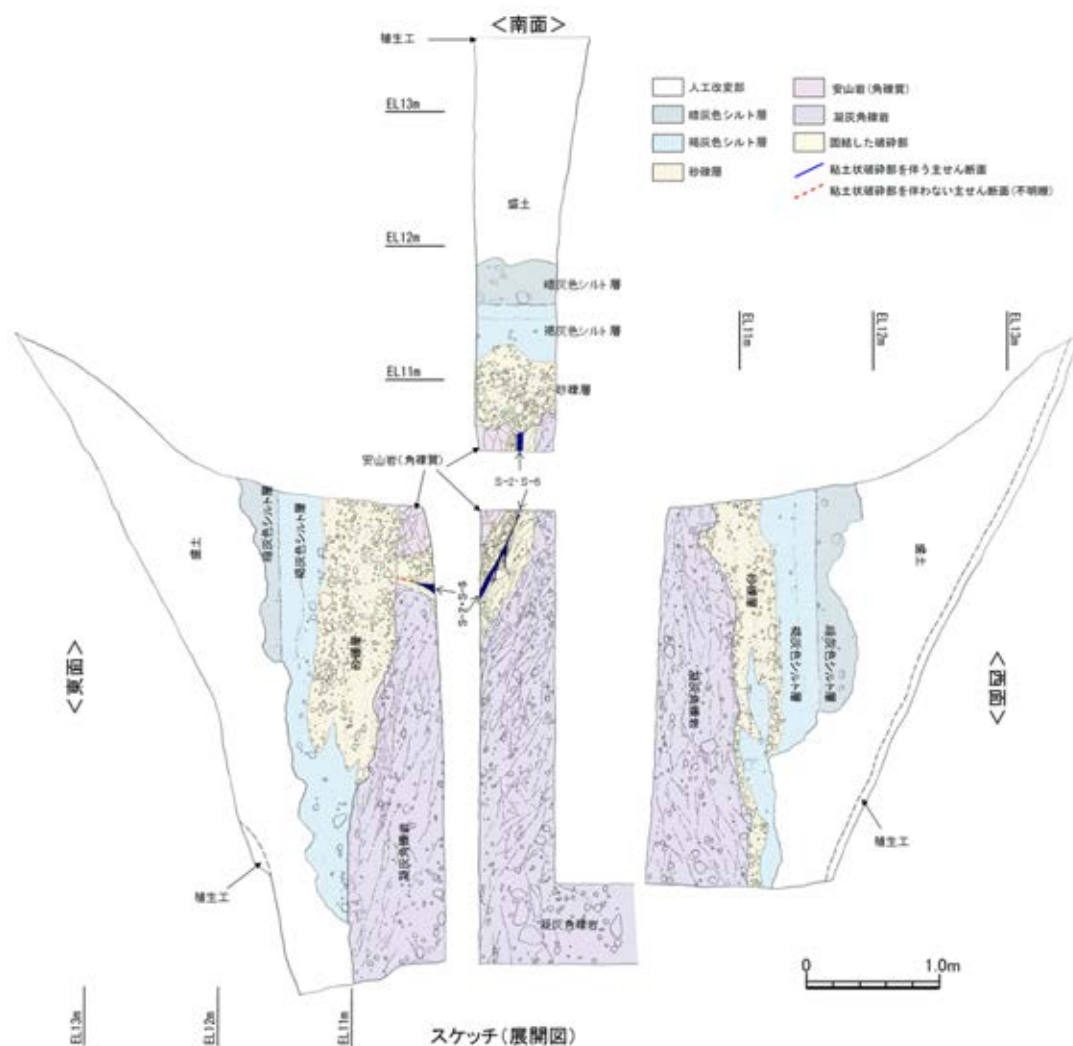 <南面>
植生工
EL13m
盛土
EL12m
暗灰色シルト層
褐灰色シルト層
EL11m
砂礫層
安山岩(角礫質)
S-2・S-6
人工改変部
暗灰色シルト層
褐灰色シルト層
砂礫層
安山岩(角礫質)
凝灰角礫岩
固結した破砕部
粘土状破砕部を伴う主せん断面
粘土状破砕部を伴わない主せん断面(不明瞭)
<東面>
盛土
暗灰色シルト層
褐灰色シルト層
砂礫層
凝灰角礫岩
植生工
S-2・S-6
EL13m
EL12m
EL11m
凝灰角礫岩
EL11m
EL12m
EL13m
凝灰角礫岩
砂礫層
褐灰色シルト層
暗灰色シルト層
盛土
<西面>
植生工
0
1.0m
スケッチ(展開図)